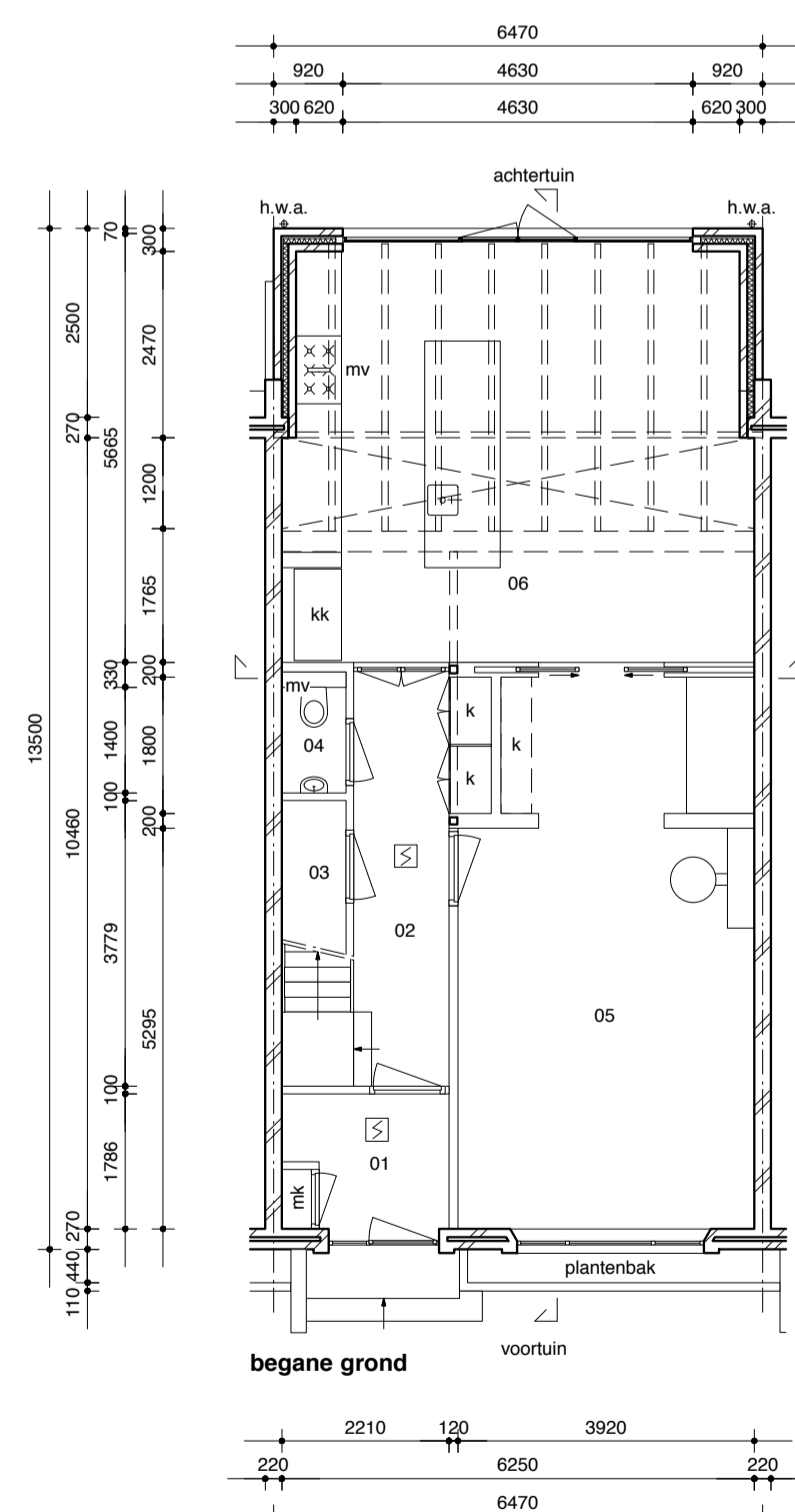 6470
920 4630 920
300 620 4630 620 300
achtertuin
h.w.a. h.w.a.
70 300
2500 2470
mv
270 5665 1200
06
1765
kk
330 200
mv
k
k
04
1400 1800
k
13500
100 200
10460
03
02
3779
5295
05
100
1786
01
mk
270
440
110
plantenbak
voortuin
begane grond
2210 120 3920
220 6250 220
6470